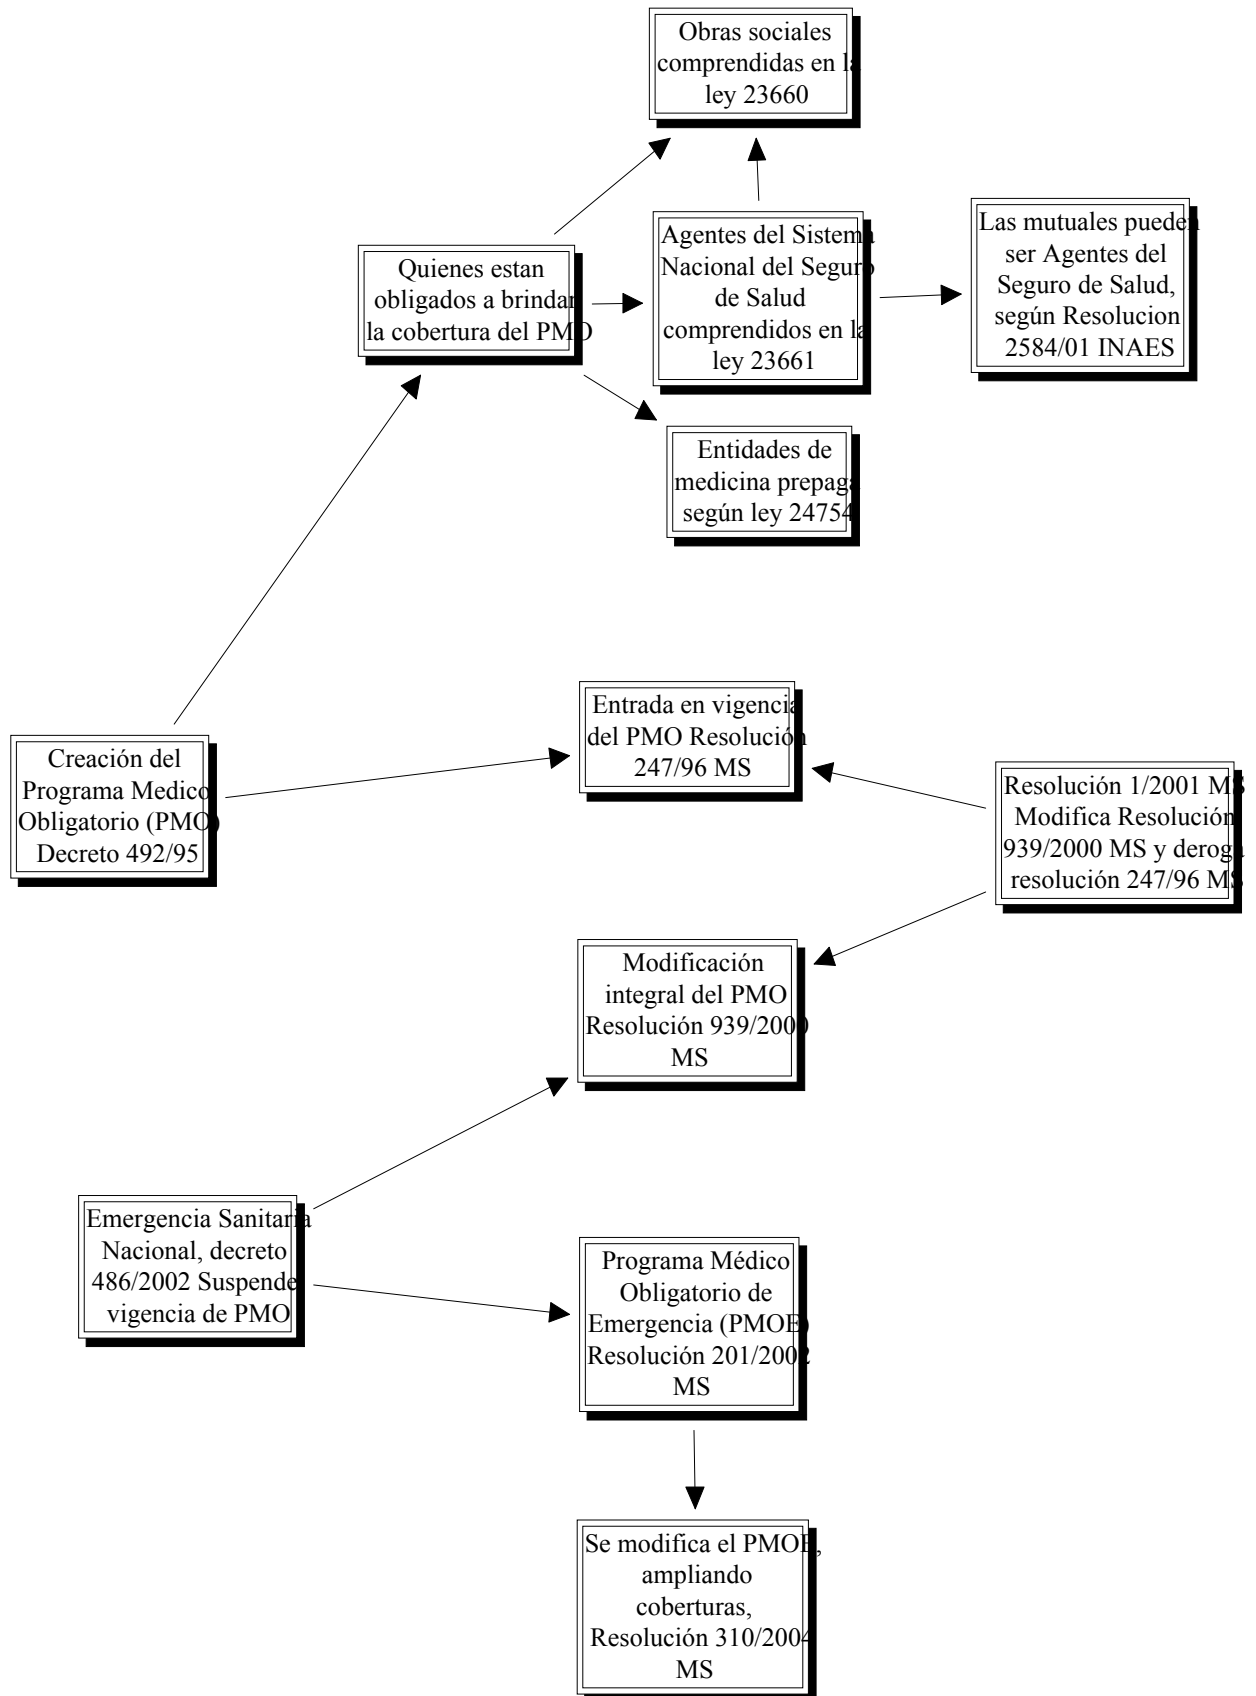 Obras sociales
comprendidas en la
ley 23660
Agentes del Sistema
Nacional del Seguro
de Salud
comprendidos en la
ley 23661
Las mutuales pueden
ser Agentes del
Seguro de Salud,
según Resolucion
2584/01 INAES
Quienes estan
obligados a brindar
la cobertura del PMO
Entidades de
medicina prepaga
según ley 24754
Entrada en vigencia
del PMO Resolución
247/96 MS
Creación del
Programa Medico
Obligatorio (PMO)
Decreto 492/95
Resolución 1/2001 MS
Modifica Resolución
939/2000 MS y deroga
resolución 247/96 MS
Modificación
integral del PMO
Resolución 939/2000
MS
Emergencia Sanitaria
Nacional, decreto
486/2002 Suspende
vigencia de PMO
Programa Médico
Obligatorio de
Emergencia (PMOE)
Resolución 201/2002
MS
Se modifica el PMOE,
ampliando
coberturas,
Resolución 310/2004
MS